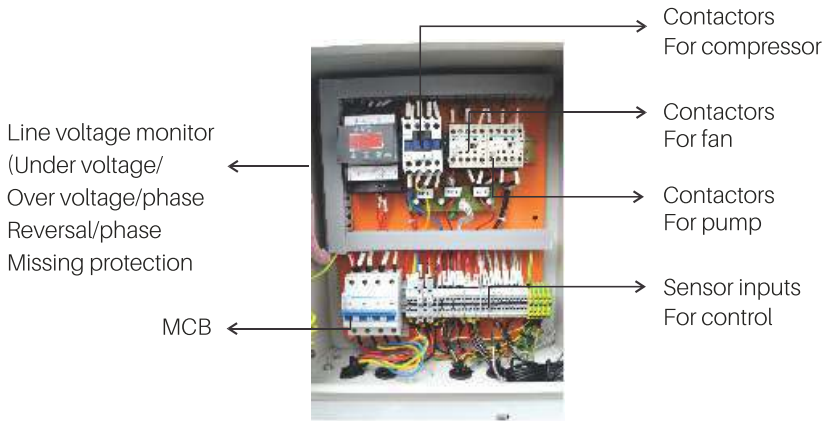 Contactors
For compressor
Contactors
For fan
Contactors
For pump
Sensor inputs
For control
Line voltage monitor
(Under voltage/
Over voltage/phase
Reversal/phase
Missing protection
MCB